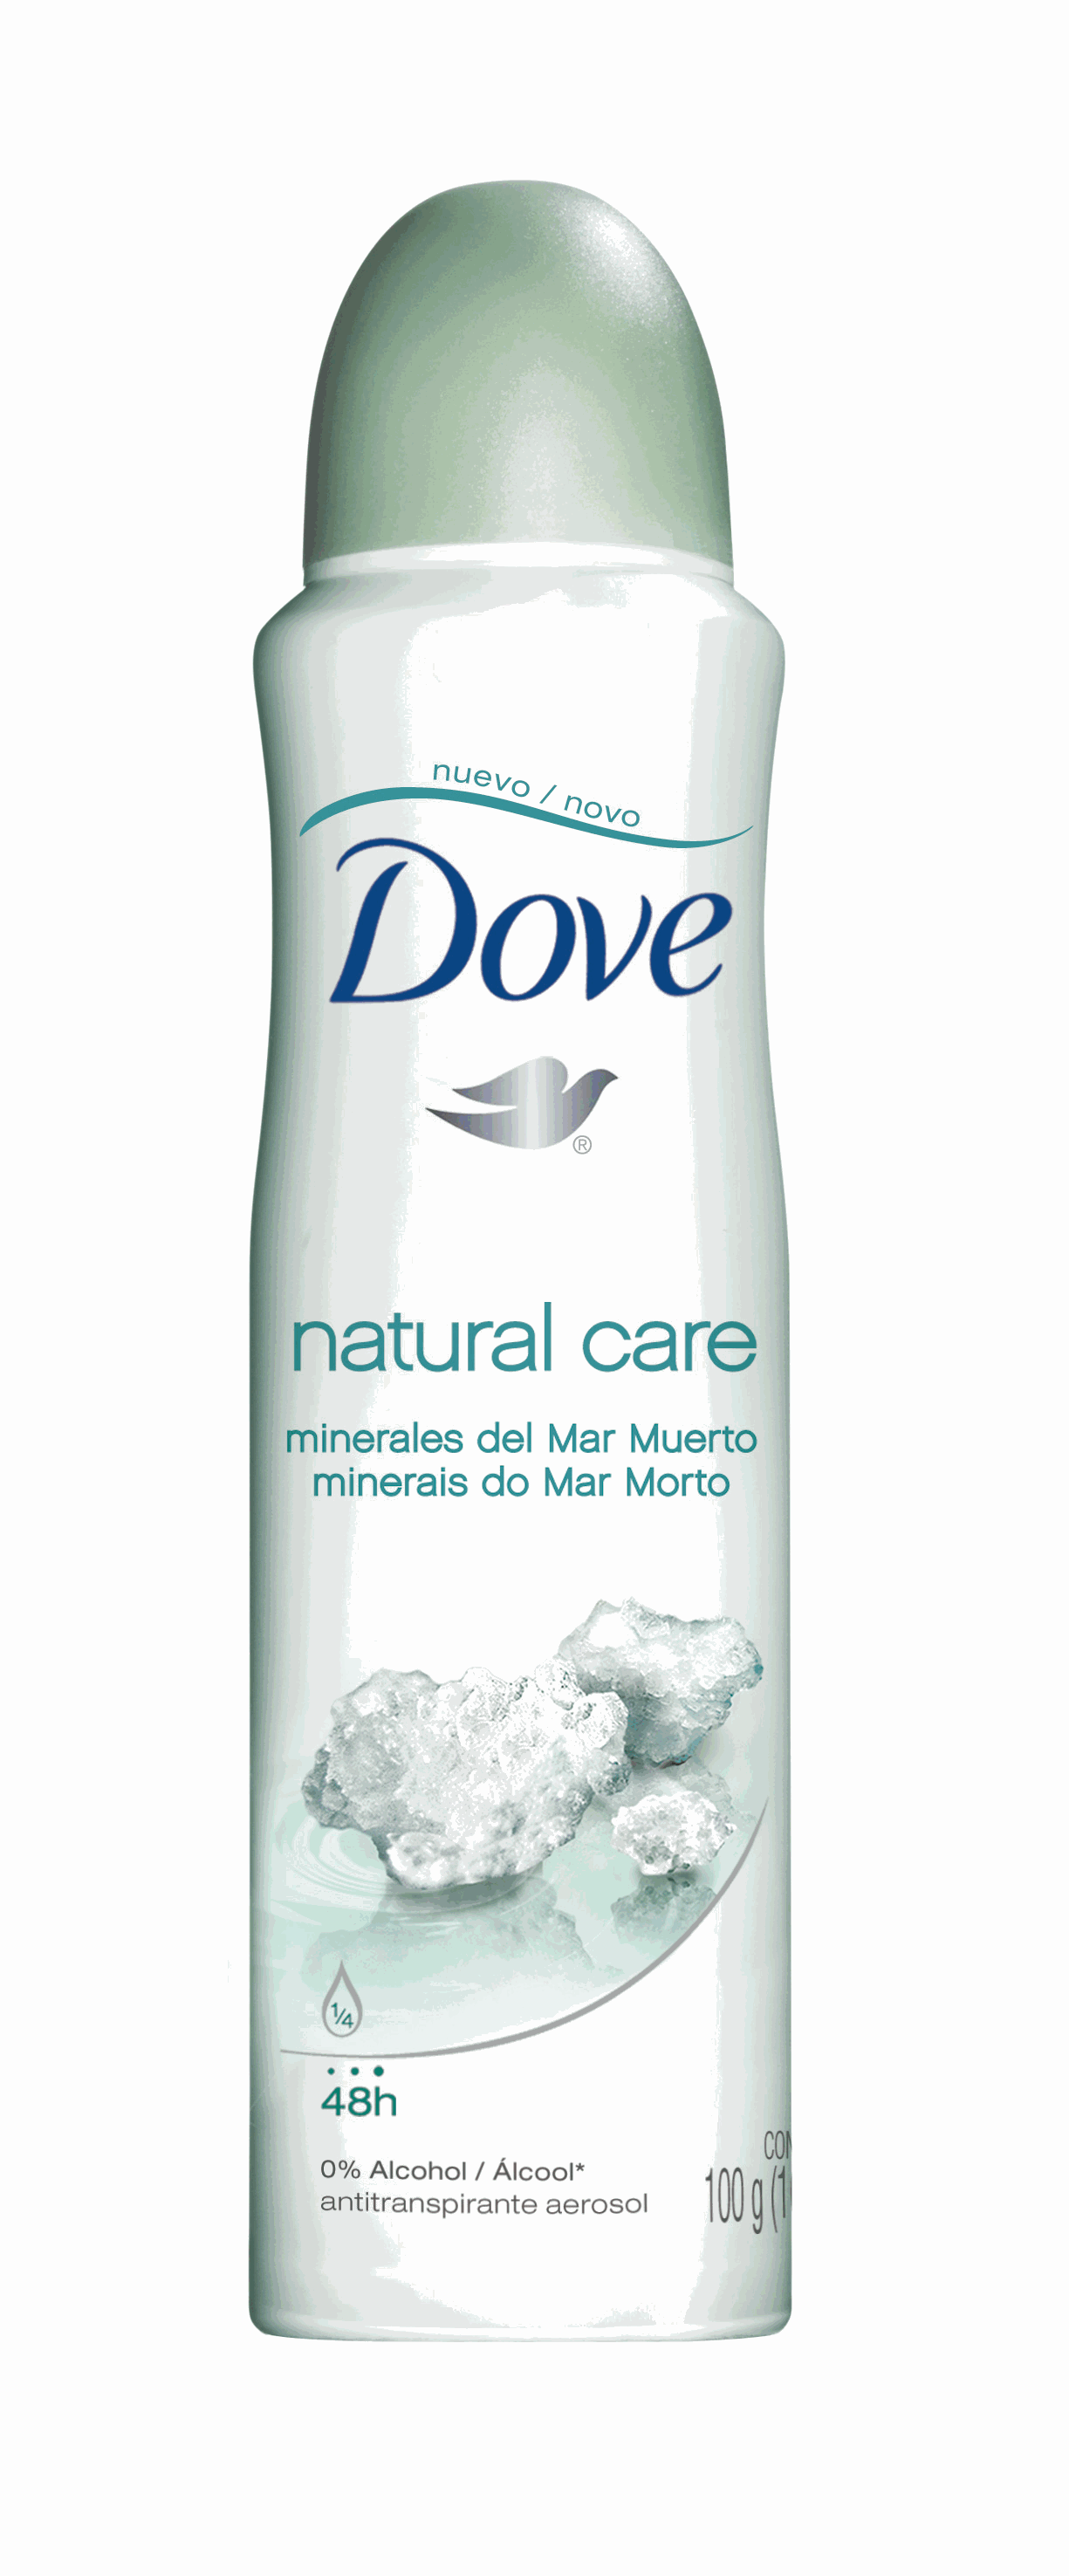 nuevo / novo
Dove
®
natural care
minerales del Mar Muerto
minerais do Mar Morto
1/4
48h
0% Alcohol / Álcool*
antitranspirante aerosol
100 g